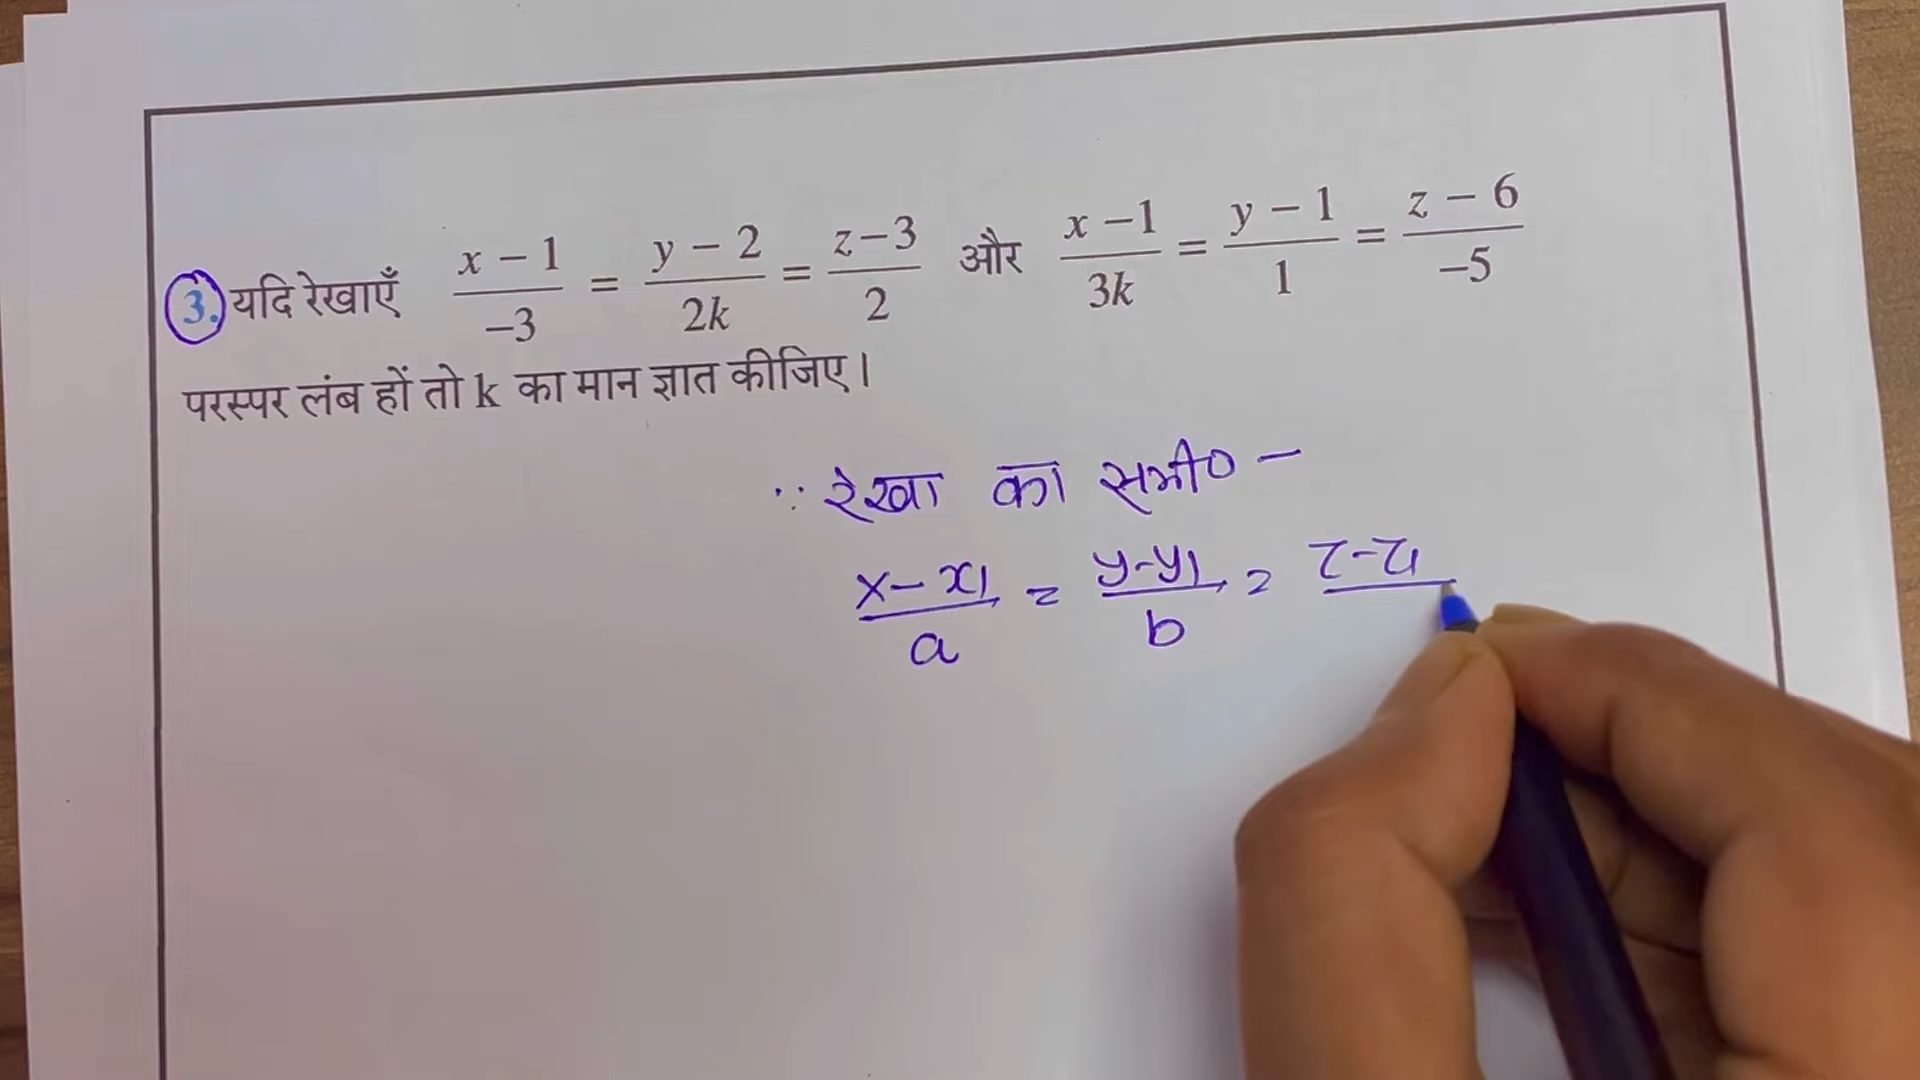 3. यदि रेखाएँ (x – 1)/(–3) = (y – 2)/(2k) = (z – 3)/2 और (x – 1)/(3k) = (y – 1)/1 = (z – 6)/(–5)
परस्पर लंब हों तो k का मान ज्ञात कीजिए।
∵ रेखा का समी० –
(x – x1)/a = (y – y1)/b = z – z1